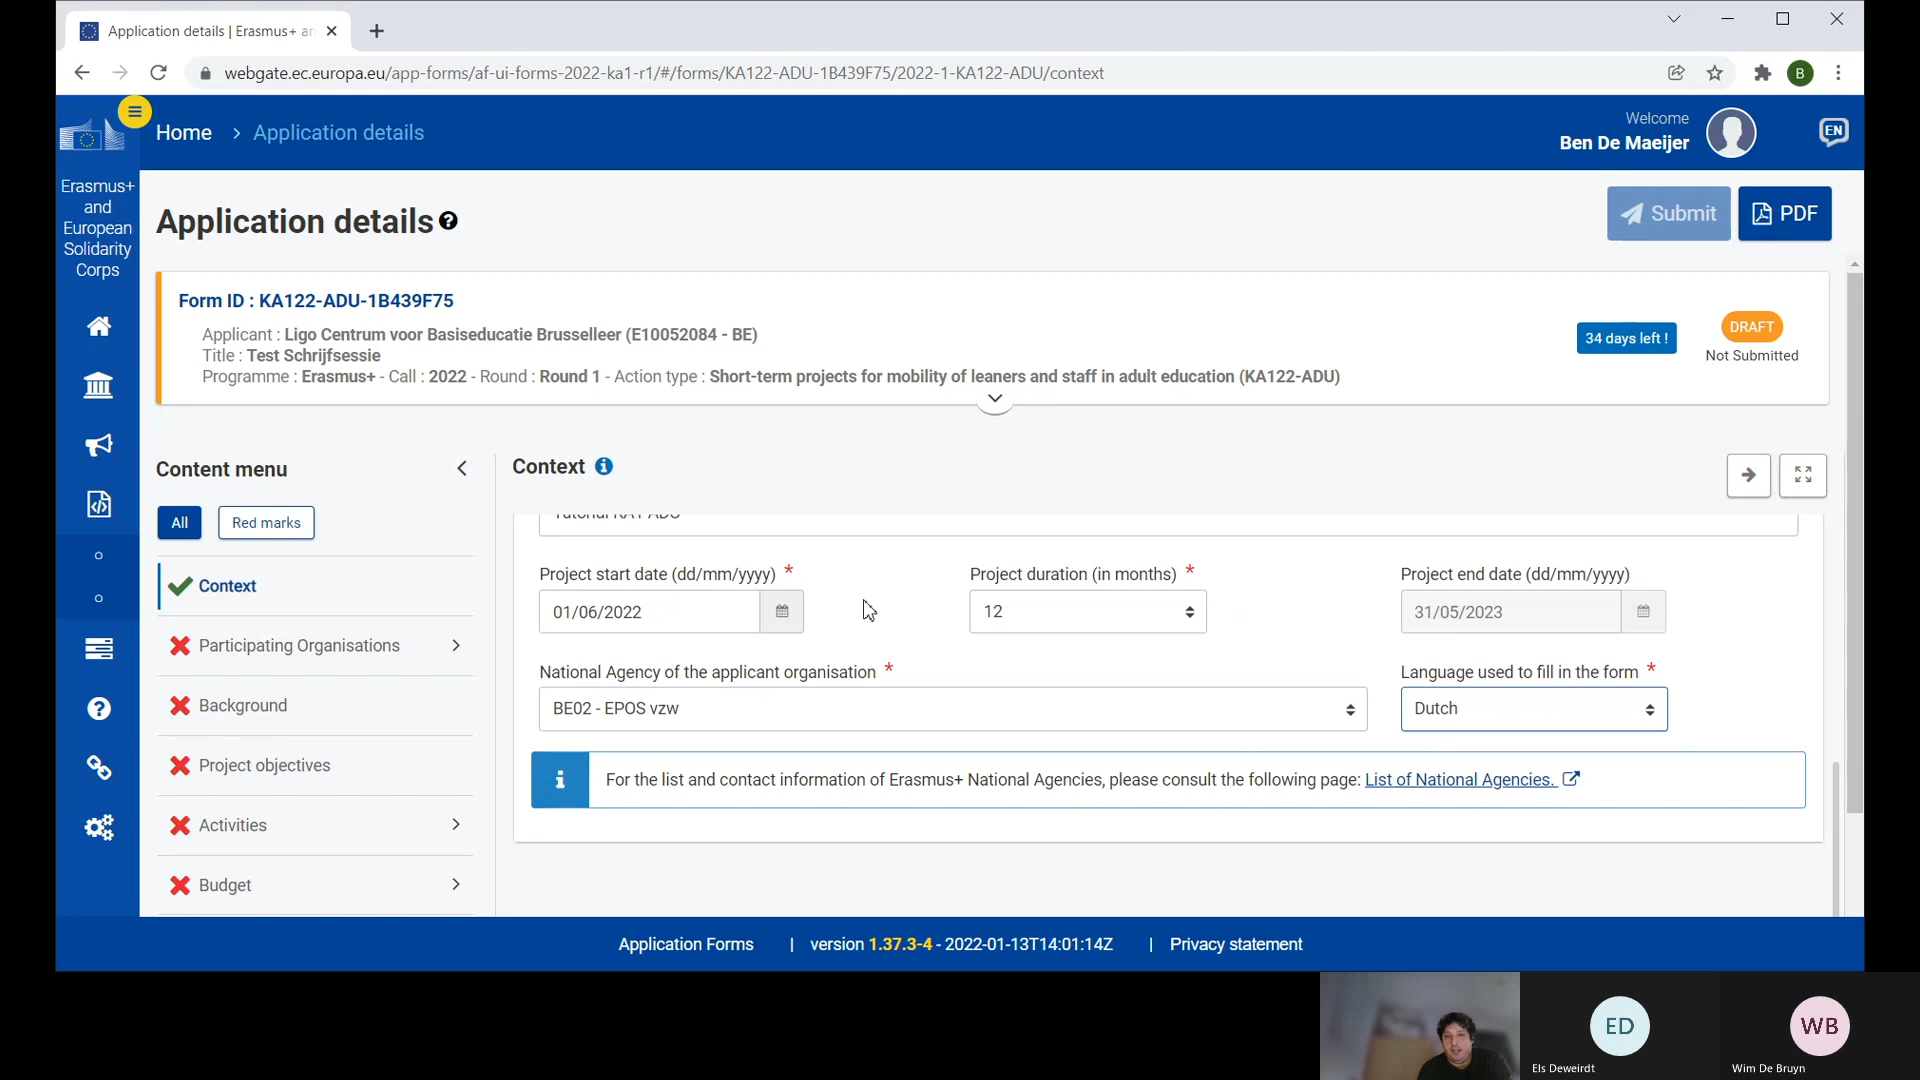 Application details | Erasmus+ an
webgate.ec.europa.eu/app-forms/af-ui-forms-2022-ka1-r1/#/forms/KA122-ADU-1B439F75/2022-1-KA122-ADU/context
B
Home > Application details
Welcome
Ben De Maeijer
EN
Erasmus+
and
European
Solidarity
Corps
Application details
Submit
PDF
Form ID : KA122-ADU-1B439F75
Applicant : Ligo Centrum voor Basiseducatie Brusselleer (E10052084 - BE)
Title : Test Schrijfsessie
Programme : Erasmus+ - Call : 2022 - Round : Round 1 - Action type : Short-term projects for mobility of leaners and staff in adult education (KA122-ADU)
34 days left !
DRAFT
Not Submitted
Content menu
All
Red marks
Context
Participating Organisations
Background
Project objectives
Activities
Budget
Context
Tutorial KA1 ADU
Project start date (dd/mm/yyyy) *
Project duration (in months) *
Project end date (dd/mm/yyyy)
01/06/2022
12
31/05/2023
National Agency of the applicant organisation *
Language used to fill in the form *
BE02 - EPOS vzw
Dutch
For the list and contact information of Erasmus+ National Agencies, please consult the following page: List of National Agencies.
Application Forms | version 1.37.3-4 - 2022-01-13T14:01:14Z | Privacy statement
ED
Els Deweirdt
WB
Wim De Bruyn